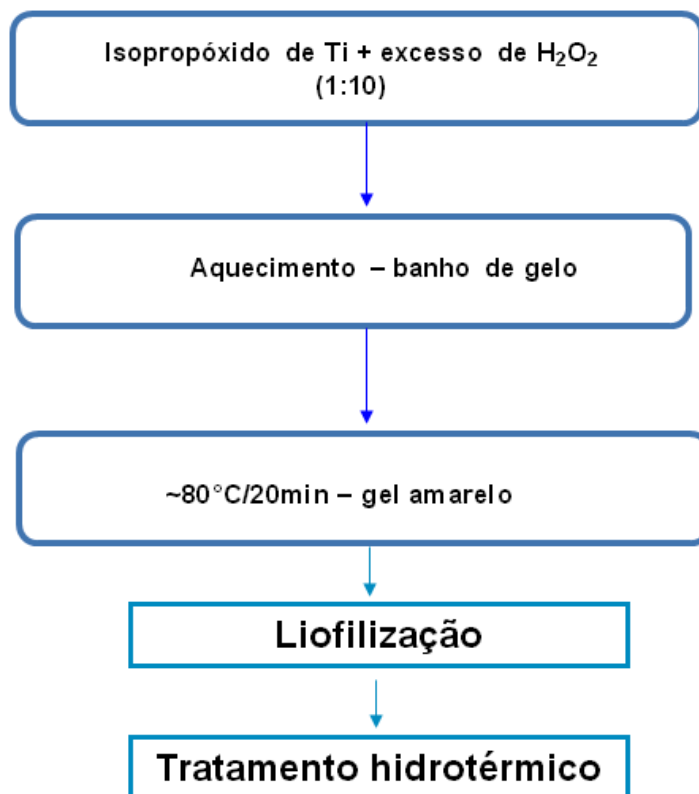 Isopropóxido de Ti + excesso de H₂O₂
(1:10)
Aquecimento – banho de gelo
~80°C/20min – gel amarelo
Liofilização
Tratamento hidrotérmico